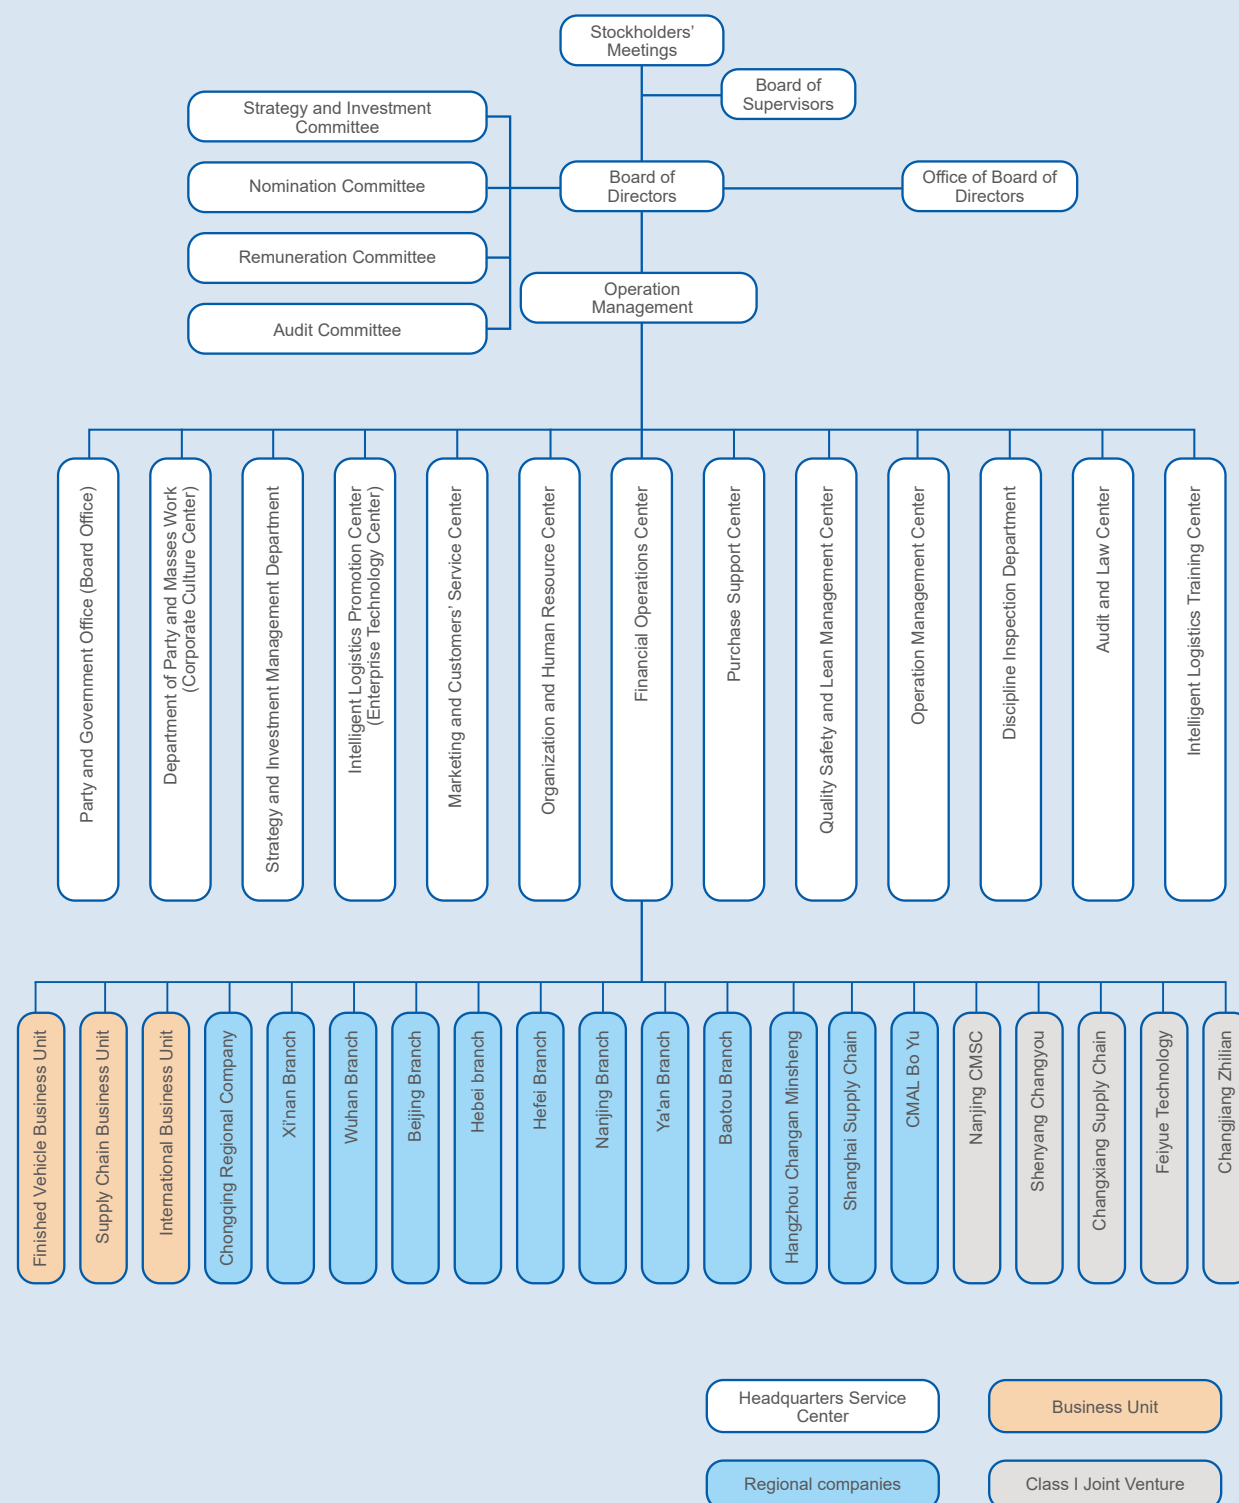 Stockholders’
Meetings
Board of
Supervisors
Strategy and Investment
Committee
Nomination Committee
Board of
Directors
Office of Board of
Directors
Remuneration Committee
Operation
Management
Audit Committee
Party and Government Office (Board Office)
Department of Party and Masses Work
(Corporate Culture Center)
Strategy and Investment Management Department
Intelligent Logistics Promotion Center
(Enterprise Technology Center)
Marketing and Customers’ Service Center
Organization and Human Resource Center
Financial Operations Center
Purchase Support Center
Quality Safety and Lean Management Center
Operation Management Center
Discipline Inspection Department
Audit and Law Center
Intelligent Logistics Training Center
Finished Vehicle Business Unit
Supply Chain Business Unit
International Business Unit
Chongqing Regional Company
Xi’nan Branch
Wuhan Branch
Beijing Branch
Hebei branch
Hefei Branch
Nanjing Branch
Ya’an Branch
Baotou Branch
Hangzhou Changan Minsheng
Shanghai Supply Chain
CMAL Bo Yu
Nanjing CMSC
Shenyang Changyou
Changxiang Supply Chain
Feiyue Technology
Changjiang Zhilian
Headquarters Service
Center
Business Unit
Regional companies
Class I Joint Venture